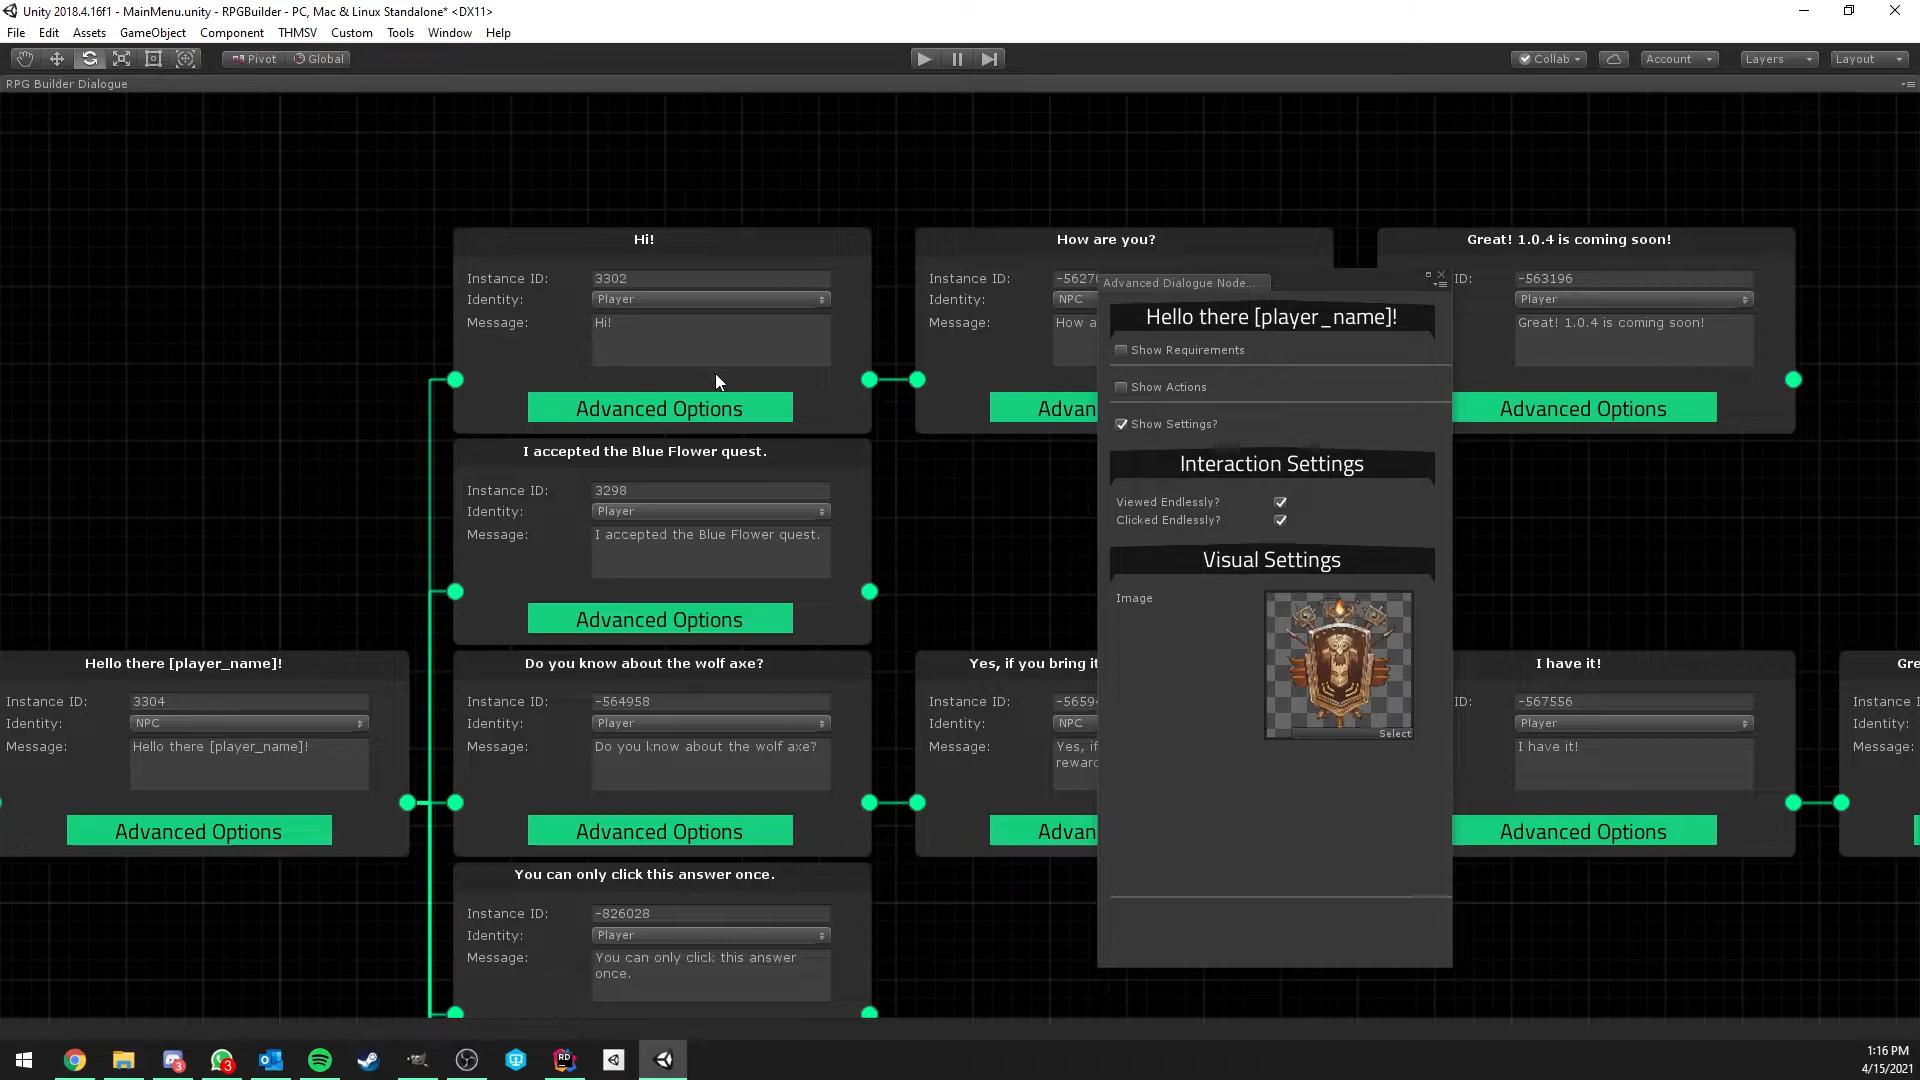 Unity 2018.4.16f1 - MainMenu.unity - RPGBuilder - PC, Mac & Linux Standalone* <DX11>
File Edit Assets GameObject Component THMSV Custom Tools Window Help
Pivot Global Collab Account Layers Layout
RPG Builder Dialogue
Hi!
Instance ID: 3302
Identity: Player
Message: Hi!
Advanced Options
How are you?
Instance ID:
Identity: NPC
Message: How a
Advan
Great! 1.0.4 is coming soon!
ID: -563196
Player
Great! 1.0.4 is coming soon!
Advanced Options
Advanced Dialogue Node...
Hello there [player_name]!
Show Requirements
Show Actions
Show Settings?
Interaction Settings
Viewed Endlessly?
Clicked Endlessly?
Visual Settings
Image
Select
I accepted the Blue Flower quest.
Instance ID: 3298
Identity: Player
Message: I accepted the Blue Flower quest.
Advanced Options
Hello there [player_name]!
Instance ID: 3304
Identity: NPC
Message: Hello there [player_name]!
Advanced Options
Do you know about the wolf axe?
Instance ID: -564958
Identity: Player
Message: Do you know about the wolf axe?
Advanced Options
Yes, if you bring it
Instance ID:
Identity: NPC
Message: Yes, if
rewar
Advan
I have it!
ID: -567556
Player
I have it!
Advanced Options
Gre
Instance I
Identity:
Message:
You can only click this answer once.
Instance ID: -826028
Identity: Player
Message: You can only click this answer
once.
3
3
RD
1:16 PM
4/15/2021